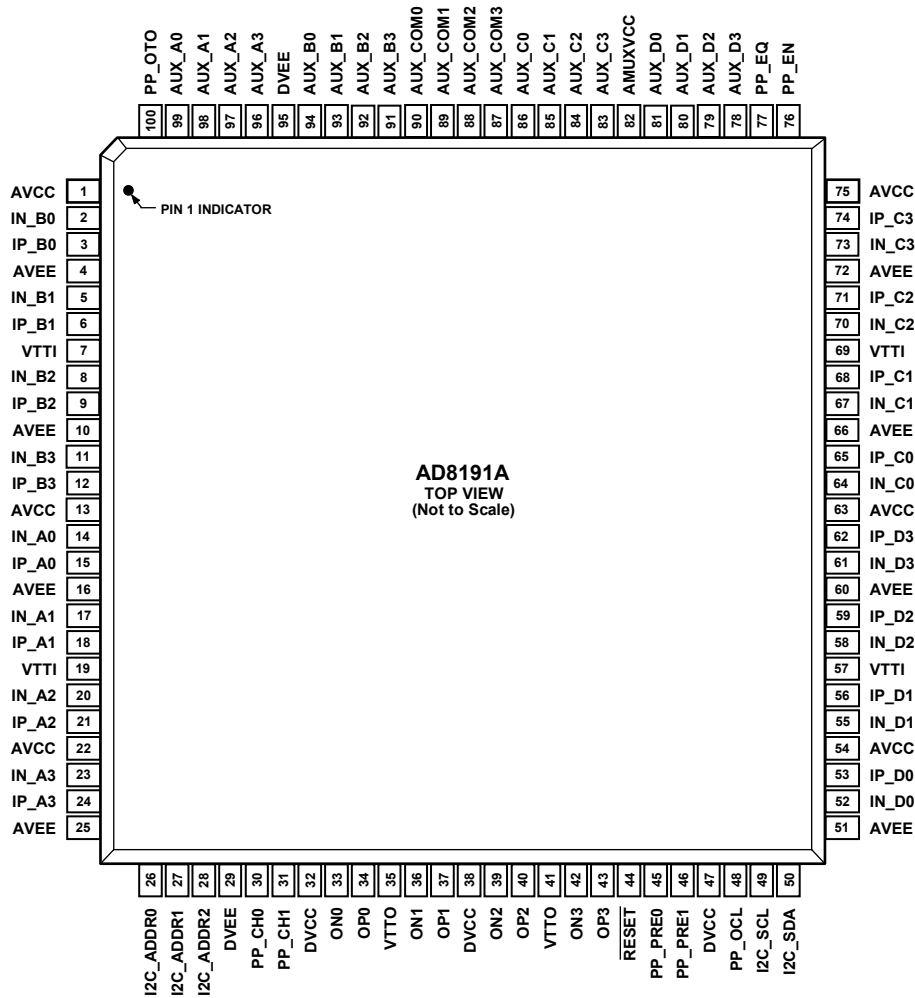 PP_OTO
AUX_A0
AUX_A1
AUX_A2
AUX_A3
DVEE
AUX_B0
AUX_B1
AUX_B2
AUX_B3
AUX_COM0
AUX_COM1
AUX_COM2
AUX_COM3
AUX_C0
AUX_C1
AUX_C2
AUX_C3
AMUXVCC
AUX_D0
AUX_D1
AUX_D2
AUX_D3
PP_EQ
PP_EN
100
99
98
97
96
95
94
93
92
91
90
89
88
87
86
85
84
83
82
81
80
79
78
77
76
AVCC 1
IN_B0 2
IP_B0 3
AVEE 4
IN_B1 5
IP_B1 6
VTTI 7
IN_B2 8
IP_B2 9
AVEE 10
IN_B3 11
IP_B3 12
AVCC 13
IN_A0 14
IP_A0 15
AVEE 16
IN_A1 17
IP_A1 18
VTTI 19
IN_A2 20
IP_A2 21
AVCC 22
IN_A3 23
IP_A3 24
AVEE 25
PIN 1 INDICATOR
AD8191A
TOP VIEW
(Not to Scale)
75 AVCC
74 IP_C3
73 IN_C3
72 AVEE
71 IP_C2
70 IN_C2
69 VTTI
68 IP_C1
67 IN_C1
66 AVEE
65 IP_C0
64 IN_C0
63 AVCC
62 IP_D3
61 IN_D3
60 AVEE
59 IP_D2
58 IN_D2
57 VTTI
56 IP_D1
55 IN_D1
54 AVCC
53 IP_D0
52 IN_D0
51 AVEE
26
27
28
29
30
31
32
33
34
35
36
37
38
39
40
41
42
43
44
45
46
47
48
49
50
I2C_ADDR0
I2C_ADDR1
I2C_ADDR2
DVEE
PP_CH0
PP_CH1
DVCC
ON0
OP0
VTTO
ON1
OP1
DVCC
ON2
OP2
VTTO
ON3
OP3
RESET
PP_PRE0
PP_PRE1
DVCC
PP_OCL
I2C_SCL
I2C_SDA